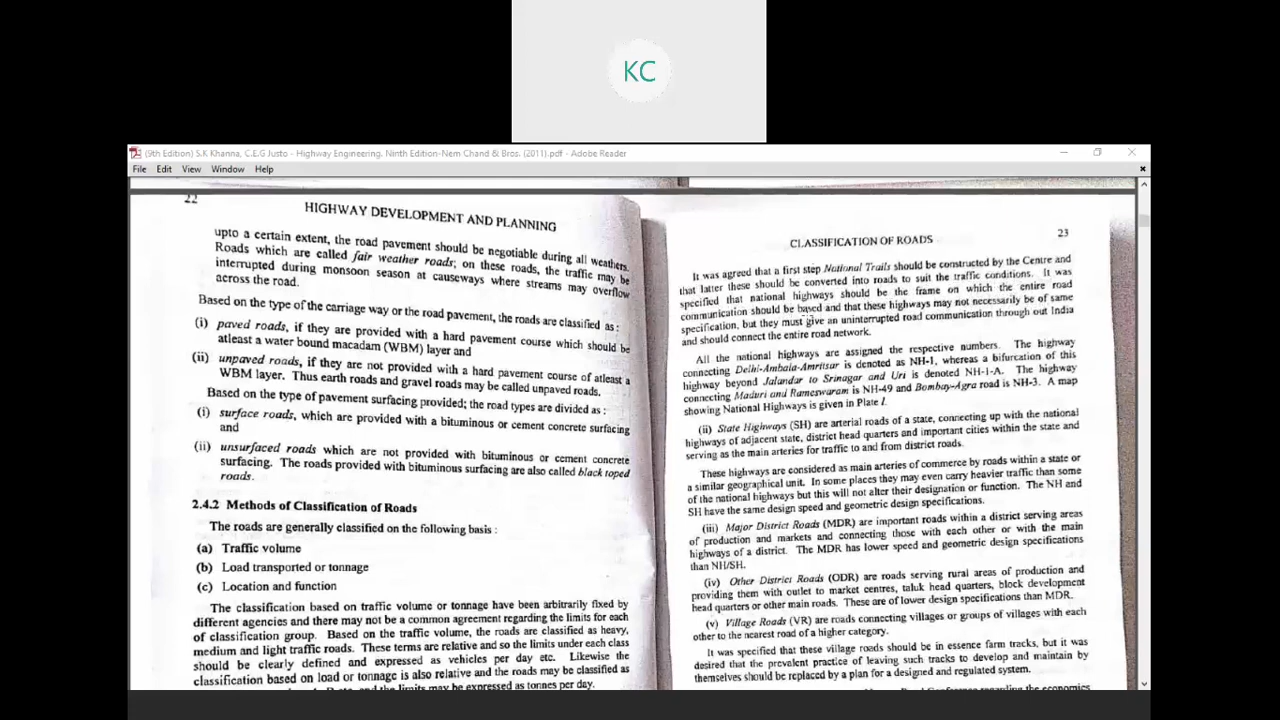 KC
(9th Edition) S.K Khanna, C.E.G Justo - Highway Engineering. Ninth Edition-Nem Chand & Bros. (2011).pdf - Adobe Reader
File Edit View Window Help
22
HIGHWAY DEVELOPMENT AND PLANNING
upto a certain extent, the road pavement should be negotiable during all weathers.
Roads which are called fair weather roads; on these roads, the traffic may be
interrupted during monsoon season at causeways where streams may overflow
across the road.
Based on the type of the carriage way or the road pavement, the roads are classified as :
(i) paved roads, if they are provided with a hard pavement course which should be
atleast a water bound macadam (WBM) layer and
(ii) unpaved roads, if they are not provided with a hard pavement course of atleast a
WBM layer. Thus earth roads and gravel roads may be called unpaved roads.
Based on the type of pavement surfacing provided; the road types are divided as :
(i) surface roads, which are provided with a bituminous or cement concrete surfacing
and
(ii) unsurfaced roads which are not provided with bituminous or cement concrete
surfacing. The roads provided with bituminous surfacing are also called black toped
roads.
2.4.2 Methods of Classification of Roads
The roads are generally classified on the following basis :
(a) Traffic volume
(b) Load transported or tonnage
(c) Location and function
The classification based on traffic volume or tonnage have been arbitrarily fixed by
different agencies and there may not be a common agreement regarding the limits for each
of classification group. Based on the traffic volume, the roads are classified as heavy,
medium and light traffic roads. These terms are relative and so the limits under each class
should be clearly defined and expressed as vehicles per day etc. Likewise the
classification based on load or tonnage is also relative and the roads may be classified as
and the limits may be expressed as tonnes per day.
CLASSIFICATION OF ROADS
23
It was agreed that a first step National Trails should be constructed by the Centre and
that latter these should be converted into roads to suit the traffic conditions. It was
specified that national highways should be the frame on which the entire road
communication should be based and that these highways may not necessarily be of same
specification, but they must give an uninterrupted road communication through out India
and should connect the entire road network.
All the national highways are assigned the respective numbers. The highway
connecting Delhi-Ambala-Amritsar is denoted as NH-1, whereas a bifurcation of this
highway beyond Jalandar to Srinagar and Uri is denoted NH-1-A. The highway
connecting Maduri and Rameswaram is NH-49 and Bombay-Agra road is NH-3. A map
showing National Highways is given in Plate I.
(ii) State Highways (SH) are arterial roads of a state, connecting up with the national
highways of adjacent state, district head quarters and important cities within the state and
serving as the main arteries for traffic to and from district roads.
These highways are considered as main arteries of commerce by roads within a state or
a similar geographical unit. In some places they may even carry heavier traffic than some
of the national highways but this will not alter their designation or function. The NH and
SH have the same design speed and geometric design specifications.
(iii) Major District Roads (MDR) are important roads within a district serving areas
of production and markets and connecting those with each other or with the main
highways of a district. The MDR has lower speed and geometric design specifications
than NH/SH.
(iv) Other District Roads (ODR) are roads serving rural areas of production and
providing them with outlet to market centres, taluk head quarters, block development
head quarters or other main roads. These are of lower design specifications than MDR.
(v) Village Roads (VR) are roads connecting villages or groups of villages with each
other to the nearest road of a higher category.
It was specified that these village roads should be in essence farm tracks, but it was
desired that the prevalent practice of leaving such tracks to develop and maintain by
themselves should be replaced by a plan for a designed and regulated system.
Conference regarding the economics